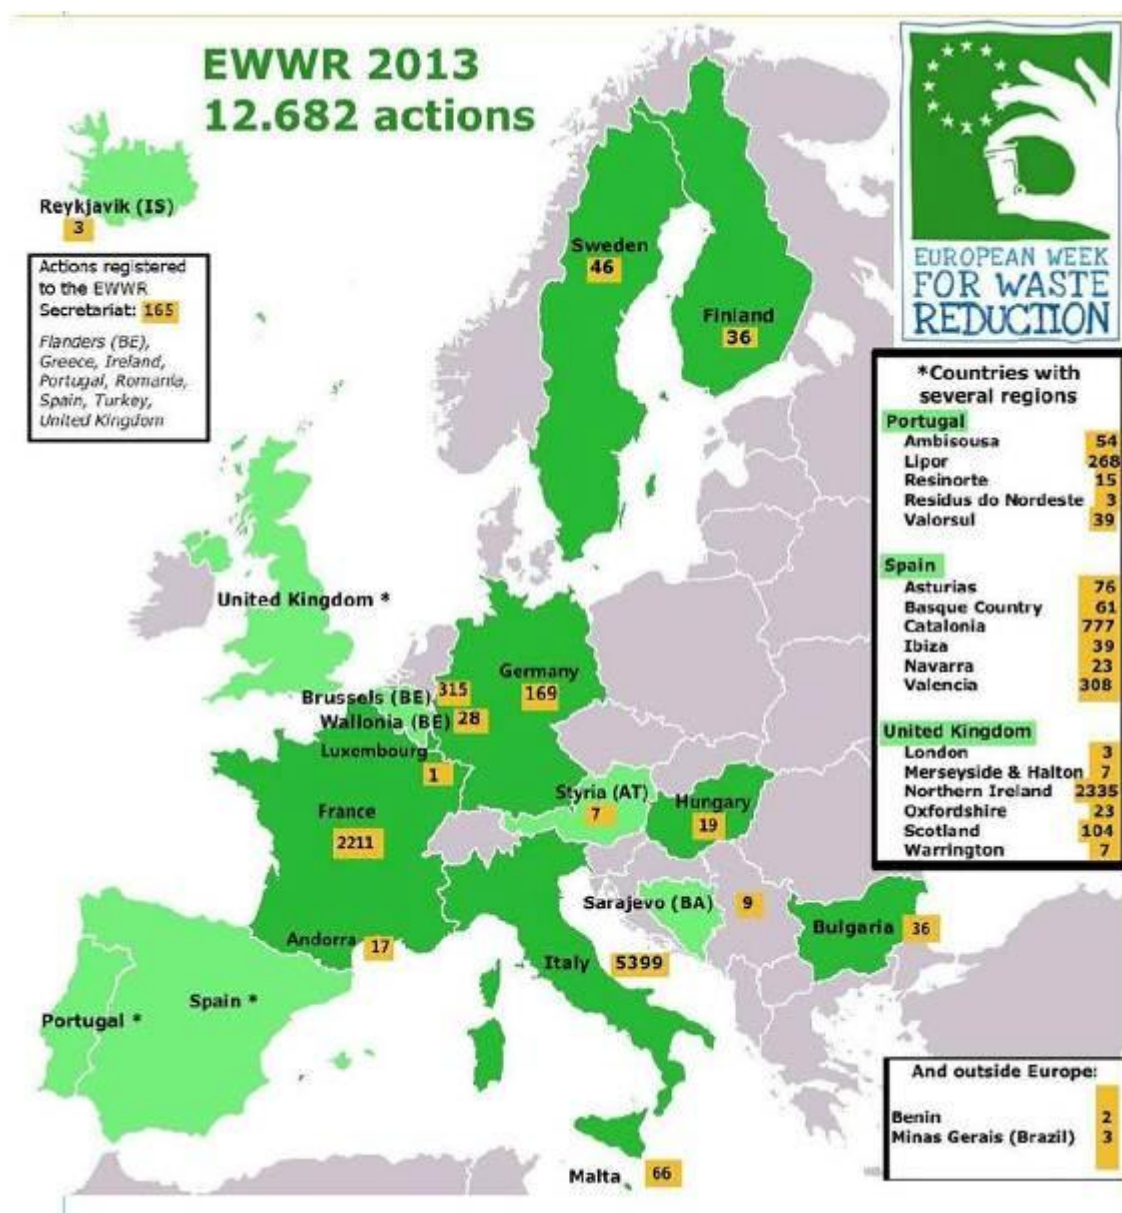 EWWR 2013
12.682 actions
EUROPEAN WEEK
FOR WASTE
REDUCTION
Reykjavik (IS)
3
Actions registered
to the EWWR
Secretariat: 165
Flanders (BE),
Greece, Ireland,
Portugal, Romania,
Spain, Turkey,
United Kingdom
Sweden
46
Finland
36
United Kingdom *
Germany
169
Brussels (BE) 315
Wallonia (BE) 28
Luxembourg
1
France
2211
Styria (AT)
7
Hungary
19
Sarajevo (BA) 9
Bulgaria 36
Andorra 17
Italy 5399
Spain *
Portugal *
Malta 66
*Countries with
several regions
Portugal
Ambisousa 54
Lipor 268
Resinorte 15
Residus do Nordeste 3
Valorsul 39
Spain
Asturias 76
Basque Country 61
Catalonia 777
Ibiza 39
Navarra 23
Valencia 308
United Kingdom
London 3
Merseyside & Halton 7
Northern Ireland 2335
Oxfordshire 23
Scotland 104
Warrington 7
And outside Europe:
Benin 2
Minas Gerais (Brazil) 3